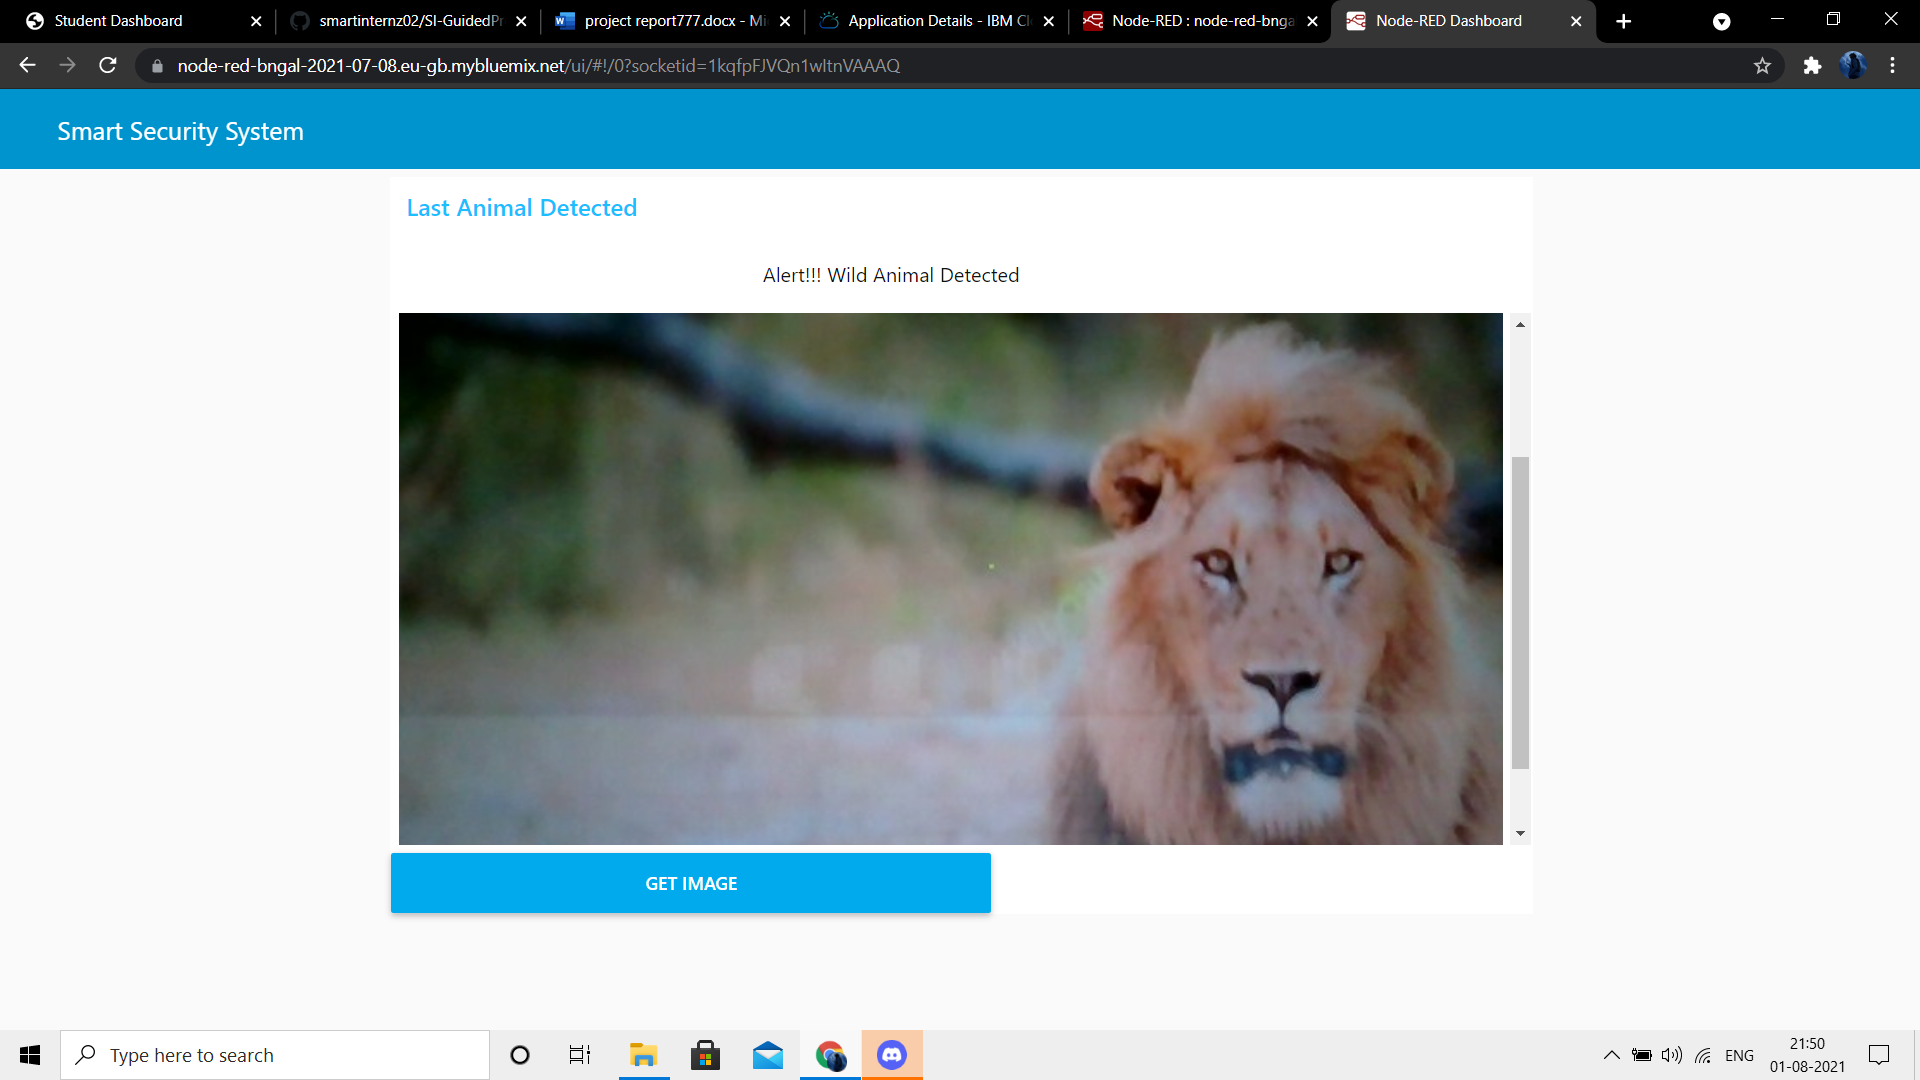 Student Dashboard
smartinternz02/SI-GuidedPr
project report777.docx - Mi
Application Details - IBM Cl
Node-RED : node-red-bnga
Node-RED Dashboard
node-red-bngal-2021-07-08.eu-gb.mybluemix.net/ui/#!/0?socketid=1kqfpFJVQn1wItnVAAAQ
Smart Security System
Last Animal Detected
Alert!!! Wild Animal Detected
GET IMAGE
Type here to search
ENG
21:50
01-08-2021